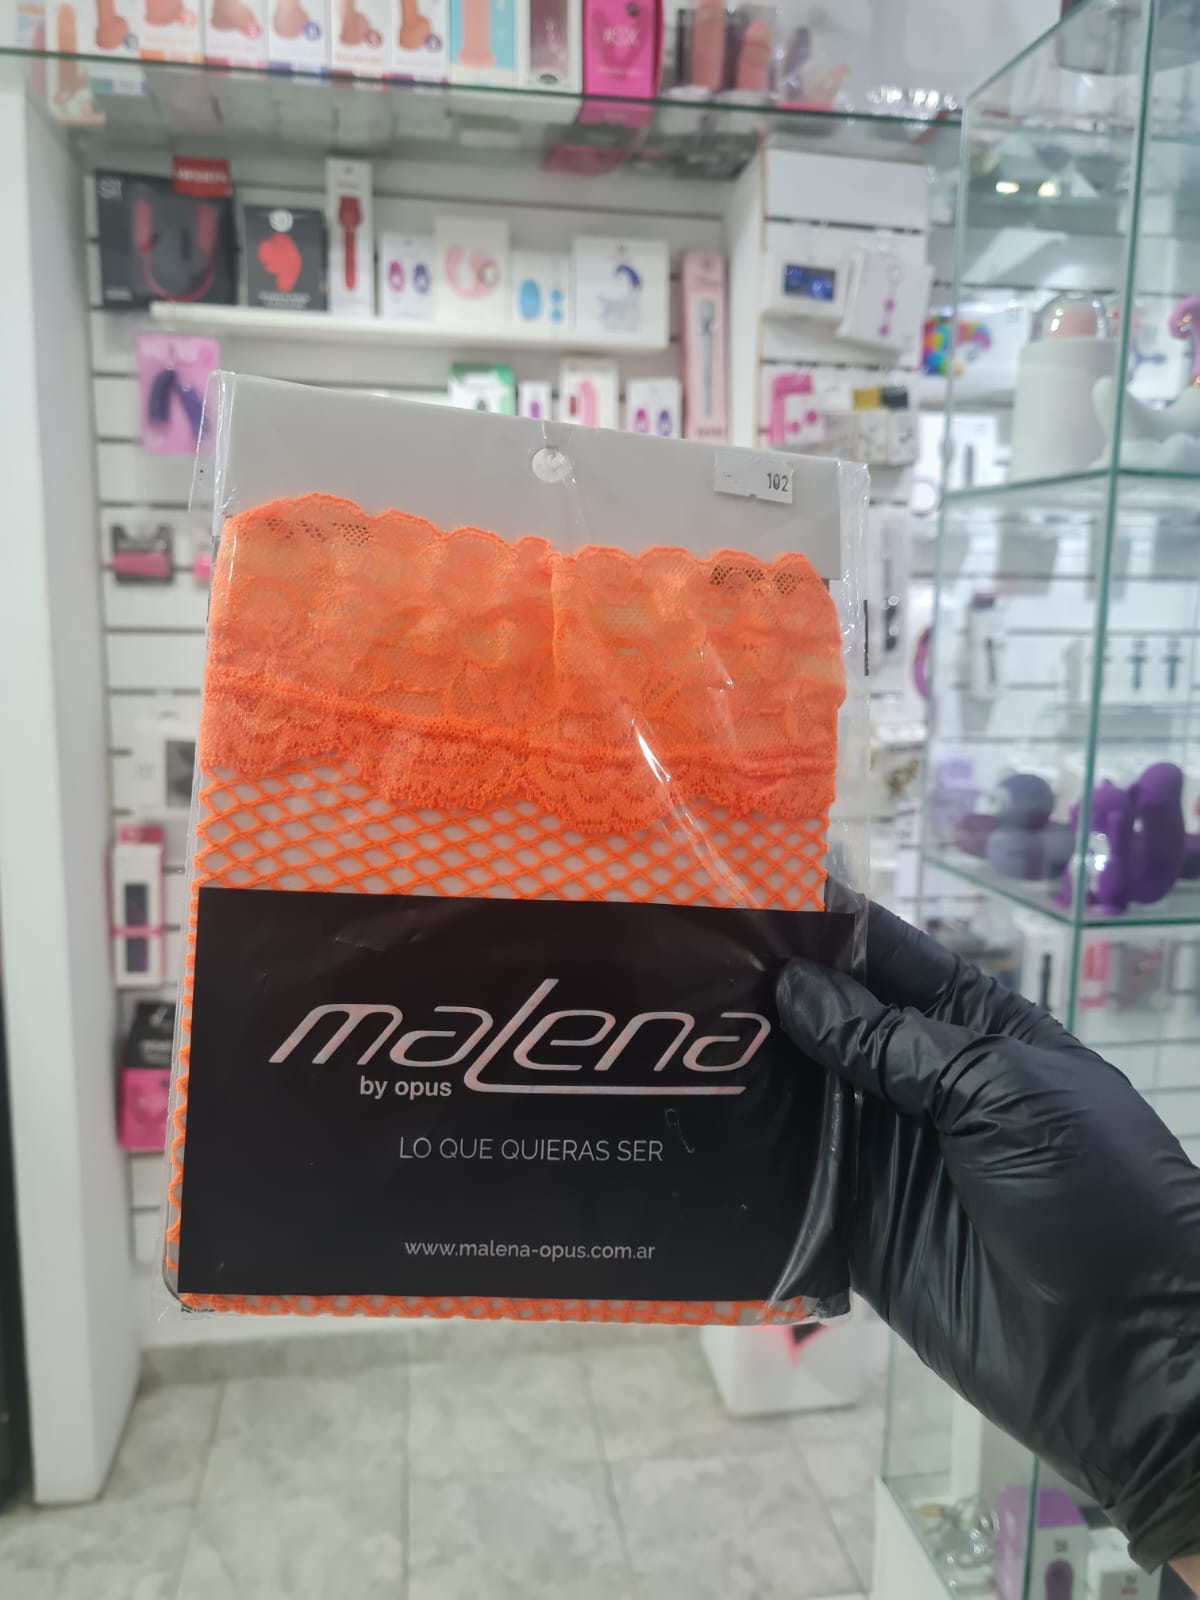 102
malena
by opus
LO QUE QUIERAS SER
www.malena-opus.com.ar